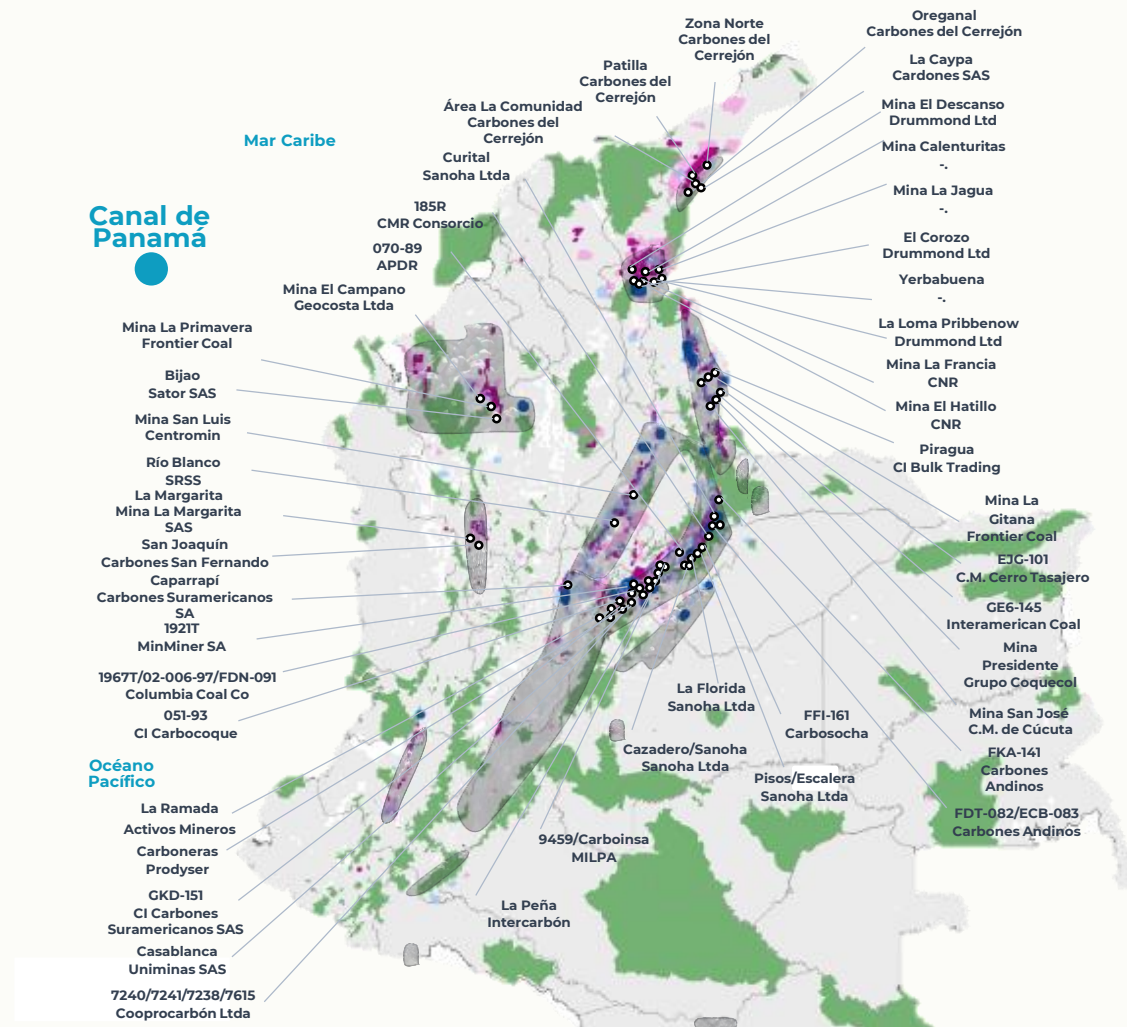 Oreganal
Carbones del Cerrejón
Zona Norte
Carbones del
Cerrejón
La Caypa
Cardones SAS
Patilla
Carbones del
Cerrejón
Área La Comunidad
Carbones del
Cerrejón
Mina El Descanso
Drummond Ltd
Mar Caribe
Mina Calenturitas
-.
Curital
Sanoha Ltda
Mina La Jagua
-.
Canal de
Panamá
185R
CMR Consorcio
070-89
APDR
El Corozo
Drummond Ltd
Yerbabuena
-.
Mina El Campano
Geocosta Ltda
La Loma Pribbenow
Drummond Ltd
Mina La Primavera
Frontier Coal
Mina La Francia
CNR
Bijao
Sator SAS
Mina El Hatillo
CNR
Mina San Luis
Centromin
Piragua
CI Bulk Trading
Río Blanco
SRSS
La Margarita
Mina La Margarita
SAS
Mina La
Gitana
Frontier Coal
San Joaquín
Carbones San Fernando
EJG-101
C.M. Cerro Tasajero
Caparrapí
Carbones Suramericanos
SA
GE6-145
Interamerican Coal
1921T
MinMiner SA
Mina
Presidente
Grupo Coquecol
1967T/02-006-97/FDN-091
Columbia Coal Co
La Florida
Sanoha Ltda
051-93
CI Carbocoque
FFI-161
Carbosocha
Mina San José
C.M. de Cúcuta
Cazadero/Sanoha
Sanoha Ltda
FKA-141
Carbones
Andinos
Océano
Pacífico
Pisos/Escalera
Sanoha Ltda
La Ramada
Activos Mineros
FDT-082/ECB-083
Carbones Andinos
9459/Carboinsa
MILPA
Carboneras
Prodyser
GKD-151
CI Carbones
Suramericanos SAS
La Peña
Intercarbón
Casablanca
Uniminas SAS
7240/7241/7238/7615
Cooprocarbón Ltda